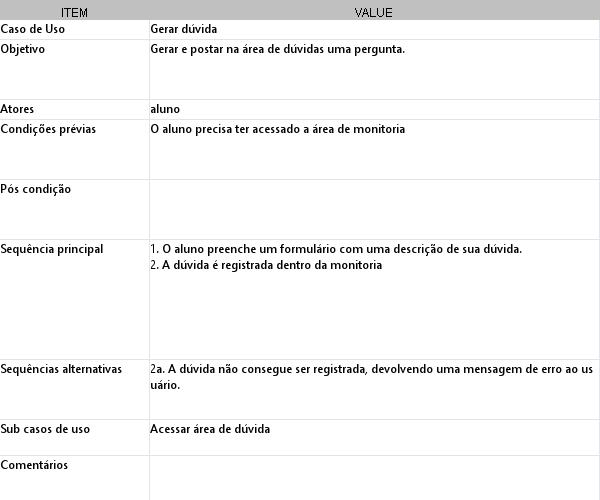 ITEM VALUE
Caso de Uso Gerar dúvida
Objetivo Gerar e postar na área de dúvidas uma pergunta.
Atores aluno
Condições prévias O aluno precisa ter acessado a área de monitoria
Pós condição
Sequência principal 1. O aluno preenche um formulário com uma descrição de sua dúvida.
2. A dúvida é registrada dentro da monitoria
Sequências alternativas 2a. A dúvida não consegue ser registrada, devolvendo uma mensagem de erro ao us
uário.
Sub casos de uso Acessar área de dúvida
Comentários